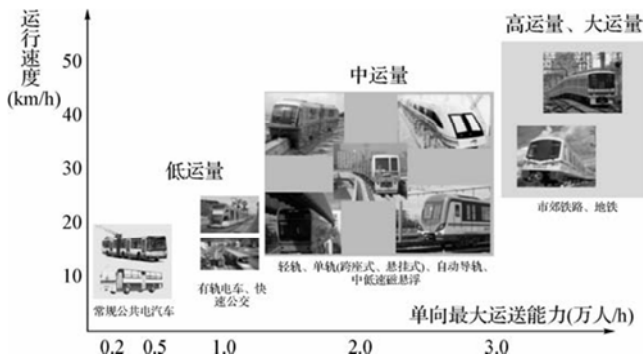 运行速度
(km/h)
50
40
30
20
10
高运量、大运量
中运量
低运量
市郊铁路、地铁
轻轨、单轨(跨座式、悬挂式)、自动导轨、
中低速磁悬浮
有轨电车、快
速公交
常规公共电汽车
单向最大运送能力(万人/h)
0.2 0.5 1.0 2.0 3.0